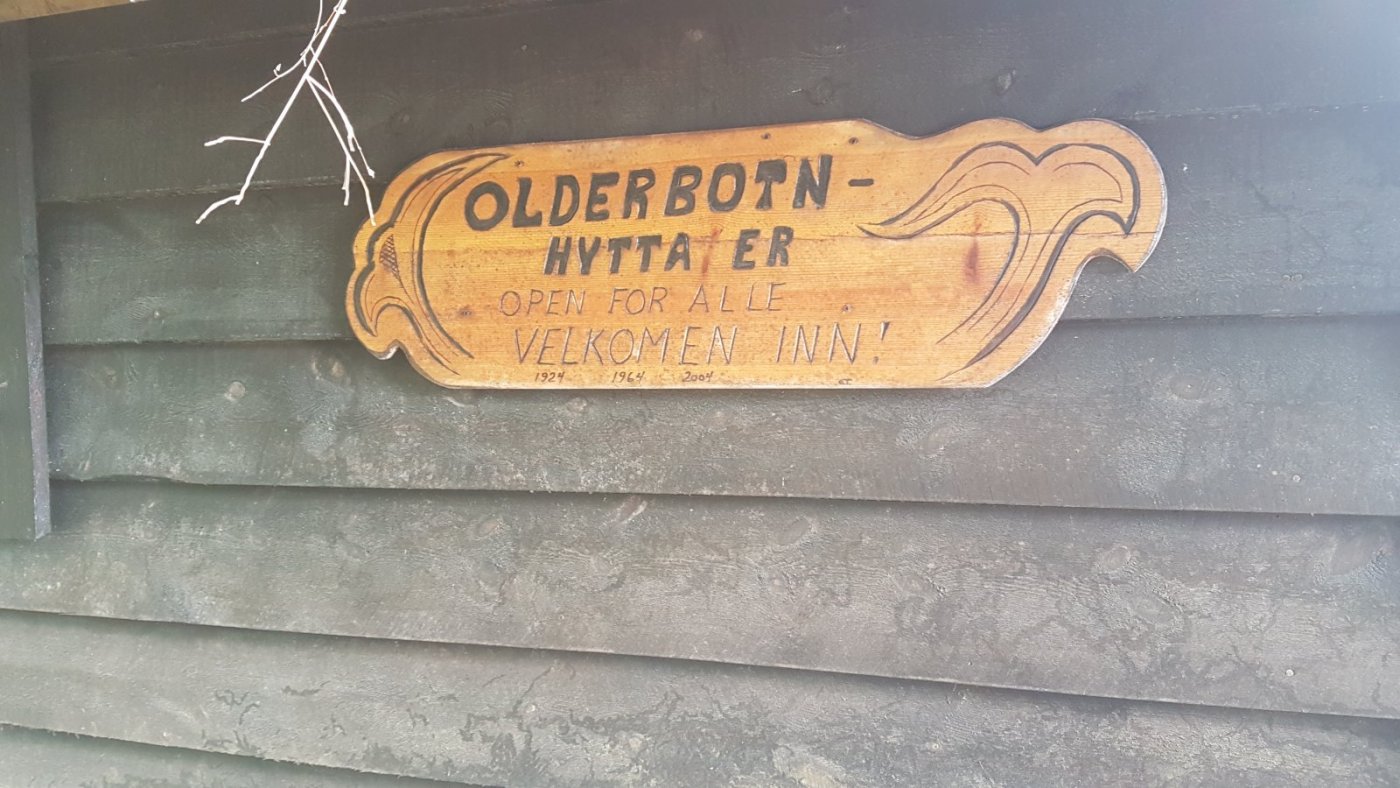 OLDERBOTN-
HYTTA ER
OPEN FOR ALLE
VELKOMEN INN!
1924 1964 2004